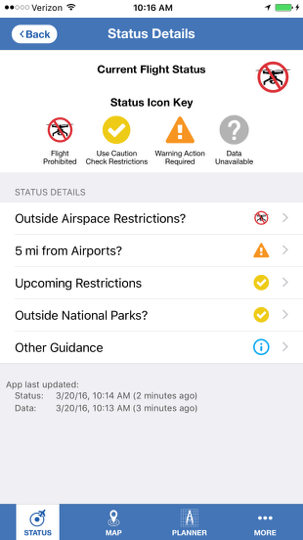 Verizon 10:16 AM
Back Status Details
Current Flight Status
Status Icon Key
Flight Prohibited
Use Caution Check Restrictions
Warning Action Required
Data Unavailable
STATUS DETAILS
Outside Airspace Restrictions?
5 mi from Airports?
Upcoming Restrictions
Outside National Parks?
Other Guidance
App last updated:
Status: 3/20/16, 10:14 AM (2 minutes ago)
Data: 3/20/16, 10:13 AM (3 minutes ago)
STATUS MAP PLANNER MORE